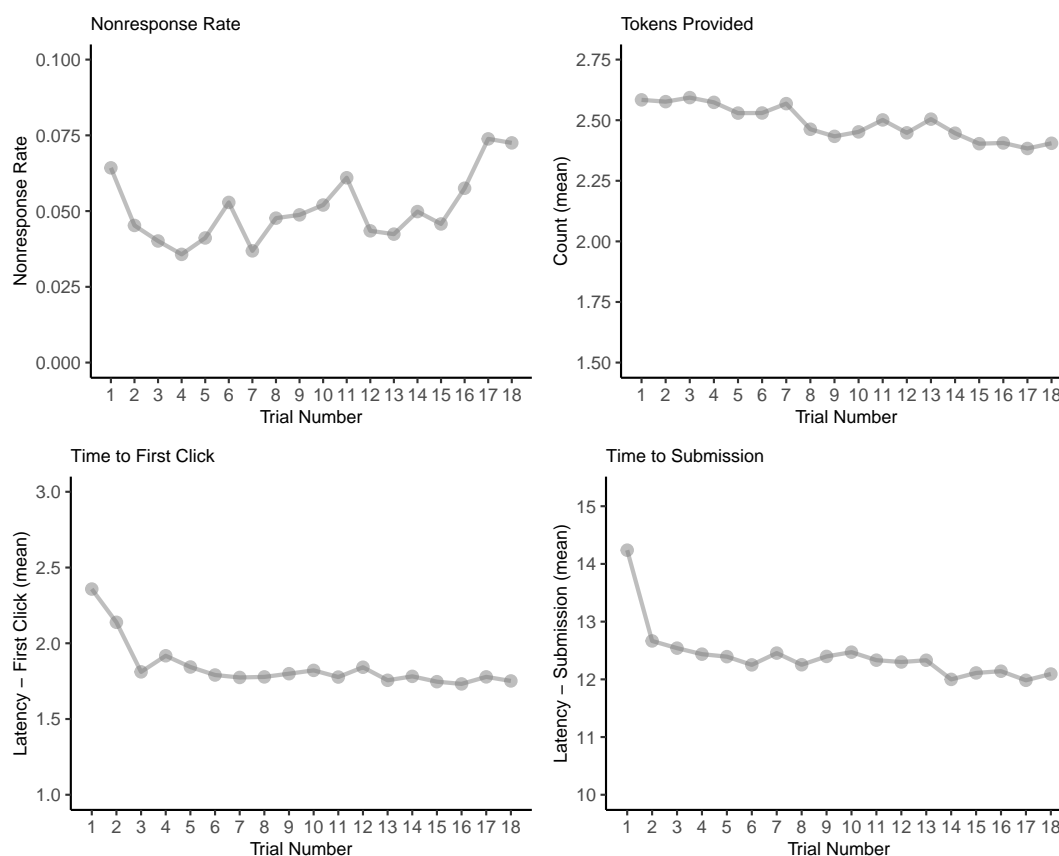 Nonresponse Rate
Nonresponse Rate
0.100
0.075
0.050
0.025
0.000
1 2 3 4 5 6 7 8 9 10 11 12 13 14 15 16 17 18
Trial Number
Tokens Provided
Count (mean)
2.75
2.50
2.25
2.00
1.75
1.50
1 2 3 4 5 6 7 8 9 10 11 12 13 14 15 16 17 18
Trial Number
Time to First Click
Latency − First Click (mean)
3.0
2.5
2.0
1.5
1.0
1 2 3 4 5 6 7 8 9 10 11 12 13 14 15 16 17 18
Trial Number
Time to Submission
Latency − Submission (mean)
15
14
13
12
11
10
1 2 3 4 5 6 7 8 9 10 11 12 13 14 15 16 17 18
Trial Number